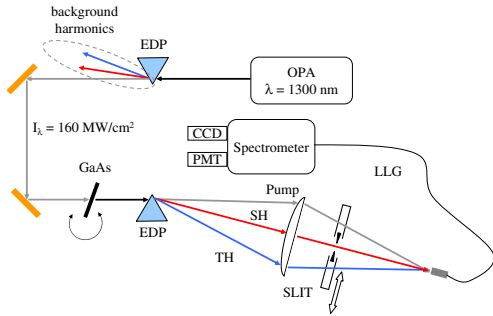 background
harmonics
EDP
OPA
λ = 1300 nm
I_λ = 160 MW/cm²
CCD
PMT
Spectrometer
LLG
GaAs
EDP
Pump
SH
TH
SLIT